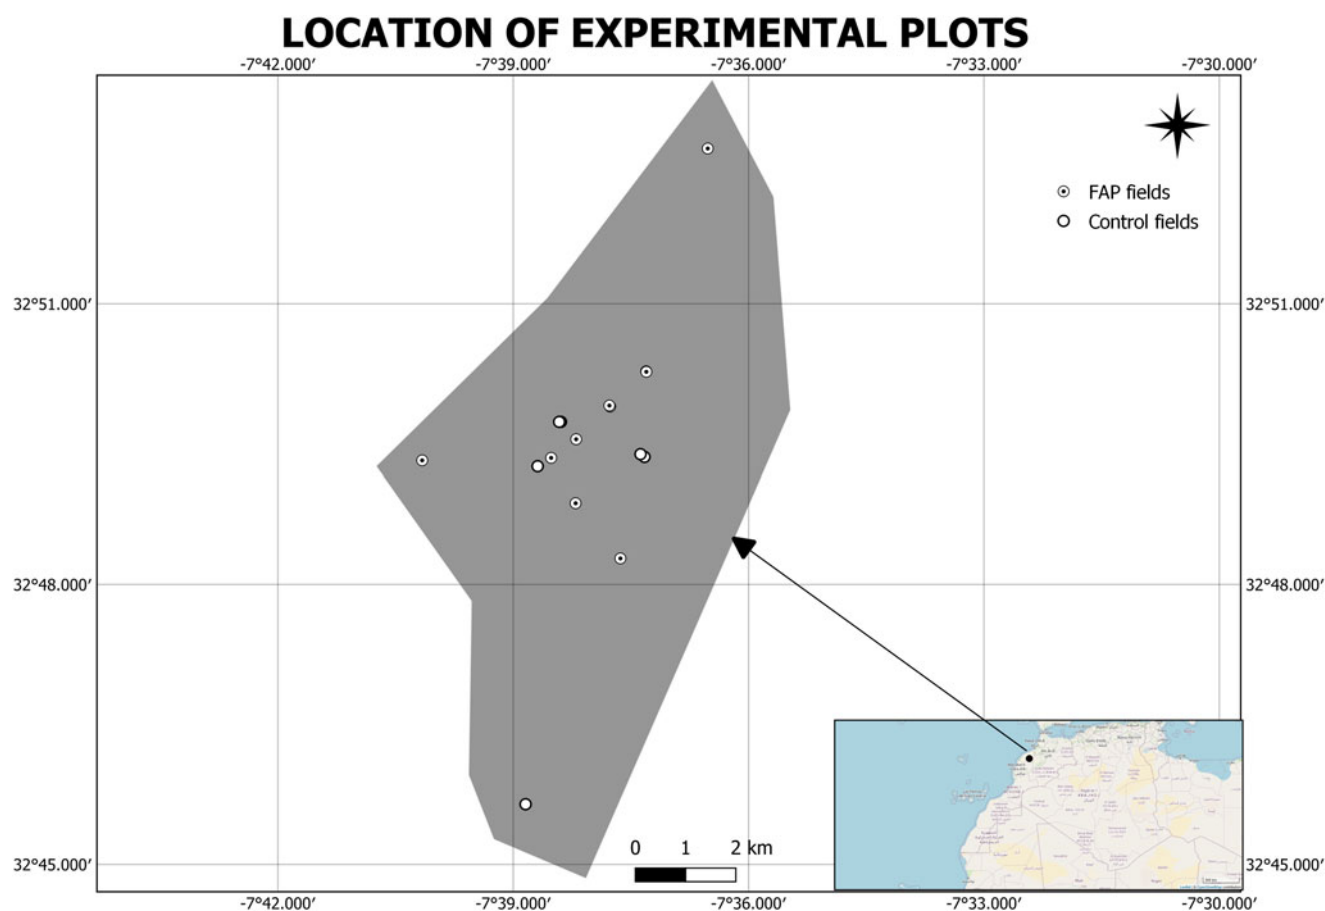 LOCATION OF EXPERIMENTAL PLOTS
-7°42.000′ -7°39.000′ -7°36.000′ -7°33.000′ -7°30.000′
FAP fields
Control fields
32°51.000′ 32°51.000′
32°48.000′ 32°48.000′
0 1 2 km
32°45.000′ 32°45.000′
-7°42.000′ -7°39.000′ -7°36.000′ -7°33.000′ -7°30.000′